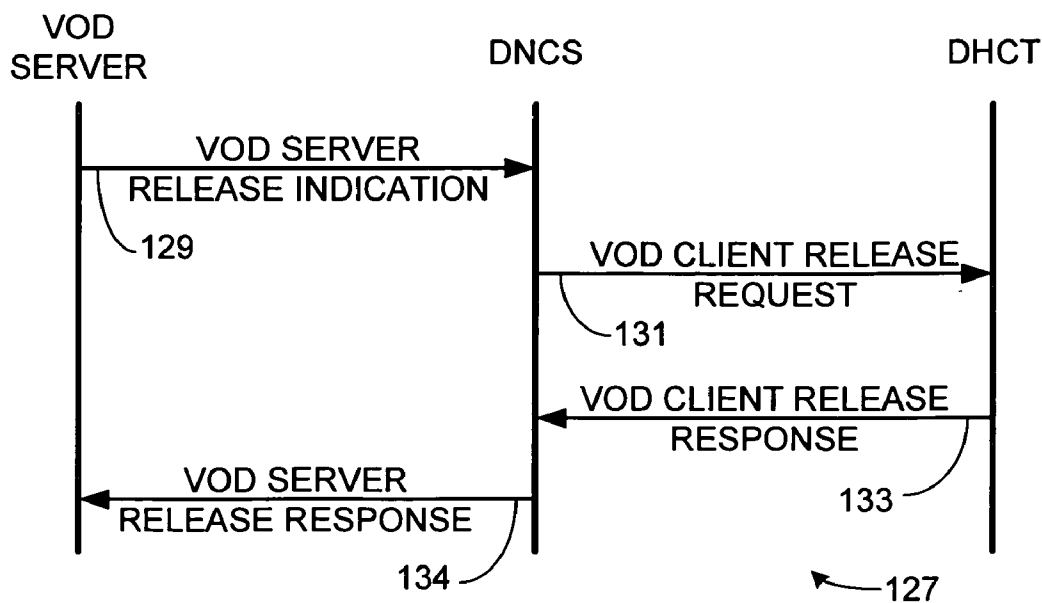 VOD
SERVER
DNCS
DHCT
VOD SERVER
RELEASE INDICATION
129
VOD CLIENT RELEASE
REQUEST
131
VOD CLIENT RELEASE
RESPONSE
133
VOD SERVER
RELEASE RESPONSE
134
127